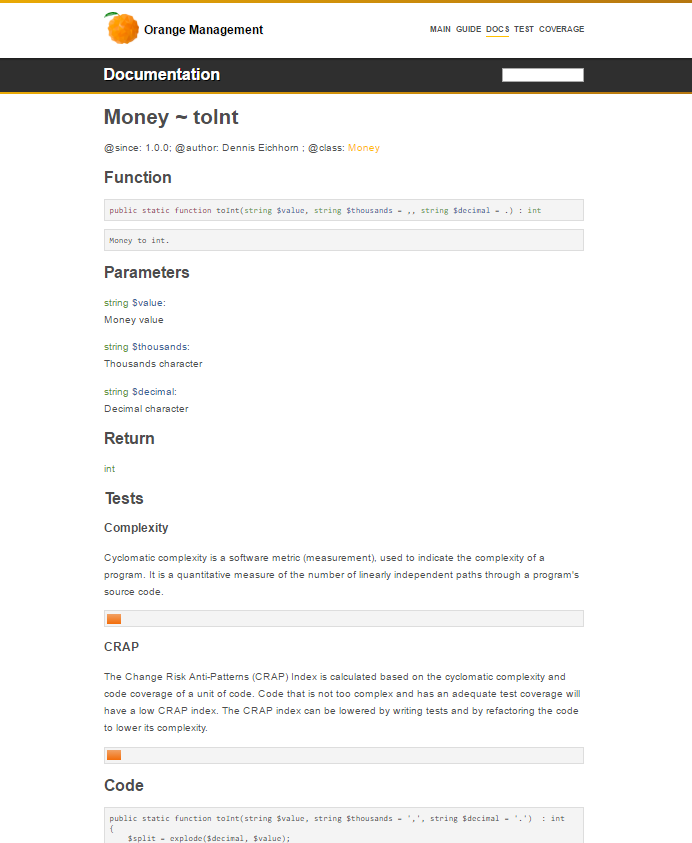 Orange Management
MAIN GUIDE DOCS TEST COVERAGE
Documentation
Money ~ toInt
@since: 1.0.0; @author: Dennis Eichhorn ; @class: Money
Function
public static function toInt(string $value, string $thousands = ,, string $decimal = .) : int
Money to int.
Parameters
string $value:
Money value
string $thousands:
Thousands character
string $decimal:
Decimal character
Return
int
Tests
Complexity
Cyclomatic complexity is a software metric (measurement), used to indicate the complexity of a
program. It is a quantitative measure of the number of linearly independent paths through a program's
source code.
CRAP
The Change Risk Anti-Patterns (CRAP) Index is calculated based on the cyclomatic complexity and
code coverage of a unit of code. Code that is not too complex and has an adequate test coverage will
have a low CRAP index. The CRAP index can be lowered by writing tests and by refactoring the code
to lower its complexity.
Code
public static function toInt(string $value, string $thousands = ',', string $decimal = '.')  : int
{
$split = explode($decimal, $value);